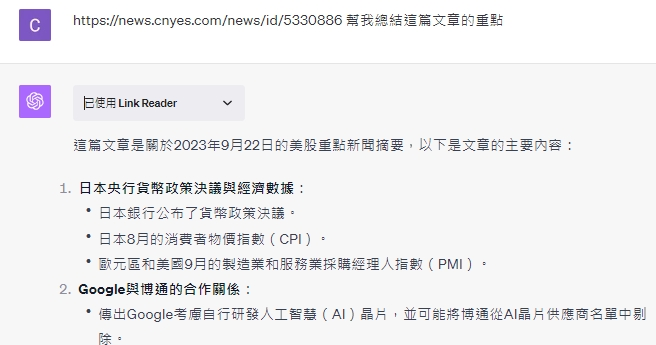 C
https://news.cnyes.com/news/id/5330886 幫我總結這篇文章的重點
已使用 Link Reader
這篇文章是關於2023年9月22日的美股重點新聞摘要，以下是文章的主要內容：
1. 日本央行貨幣政策決議與經濟數據：
• 日本銀行公布了貨幣政策決議。
• 日本8月的消費者物價指數（CPI）。
• 歐元區和美國9月的製造業和服務業採購經理人指數（PMI）。
2. Google與博通的合作關係：
• 傳出Google考慮自行研發人工智慧（AI）晶片，並可能將博通從AI晶片供應商名單中剔
除。